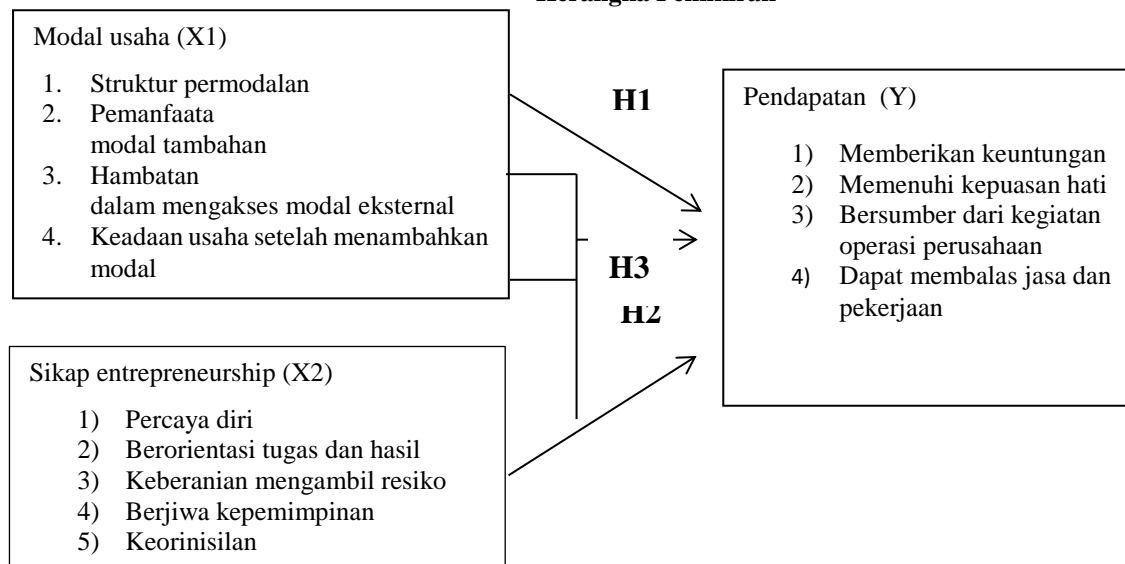 Modal usaha (X1)
1. Struktur permodalan
2. Pemanfaata
modal tambahan
3. Hambatan
dalam mengakses modal eksternal
4. Keadaan usaha setelah menambahkan
modal
H1
H3
H2
Pendapatan (Y)
1) Memberikan keuntungan
2) Memenuhi kepuasan hati
3) Bersumber dari kegiatan
operasi perusahaan
4) Dapat membalas jasa dan
pekerjaan
Sikap entrepreneurship (X2)
1) Percaya diri
2) Berorientasi tugas dan hasil
3) Keberanian mengambil resiko
4) Berjiwa kepemimpinan
5) Keorinisilan